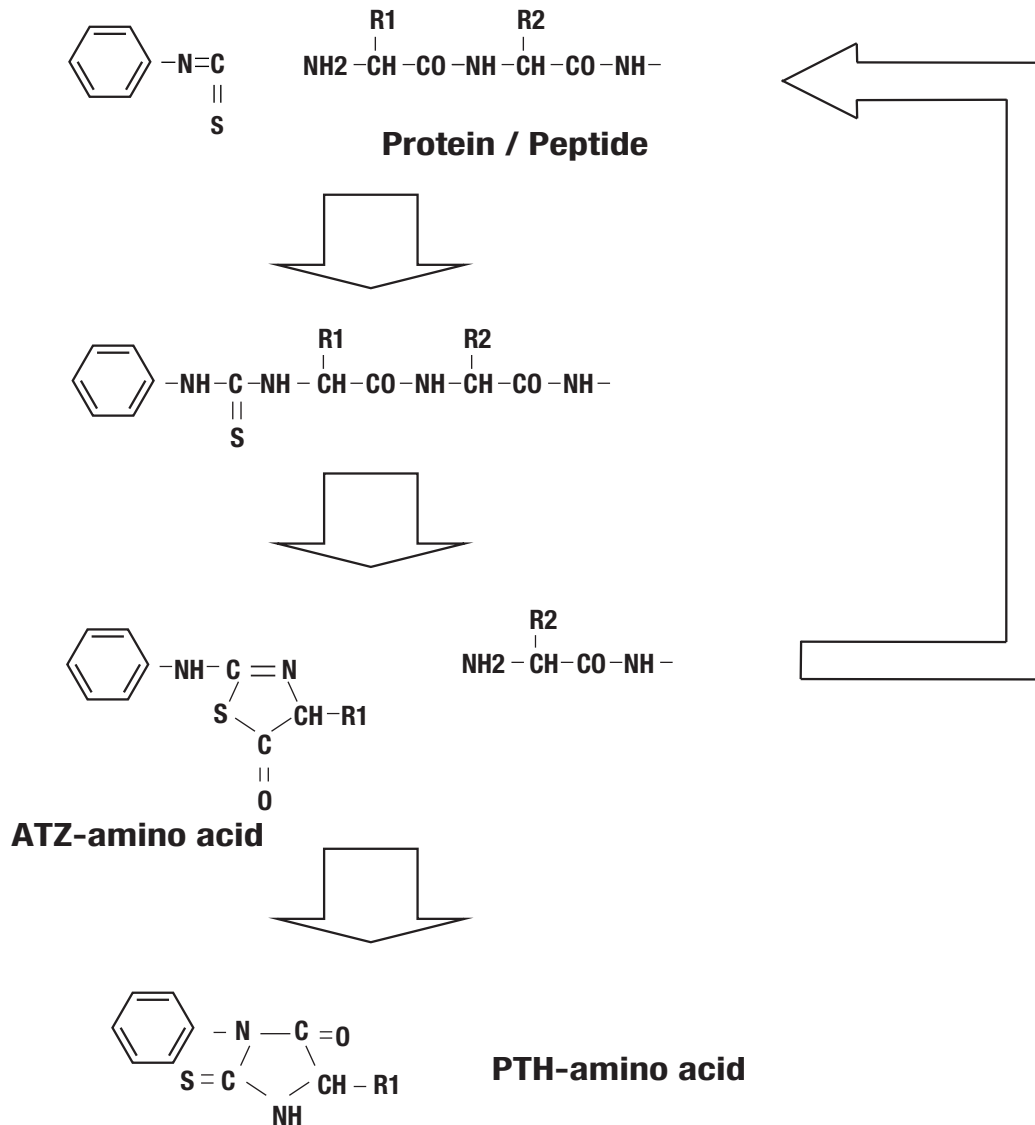 R1 R2
N=C NH2-CH-CO-NH-CH-CO-NH-
S
Protein / Peptide
R1 R2
-NH-C-NH-CH-CO-NH-CH-CO-NH-
S
R2
-NH-C=N NH2-CH-CO-NH-
S CH-R1
C
O
ATZ-amino acid
-N-C=O
S=C CH-R1
NH
PTH-amino acid